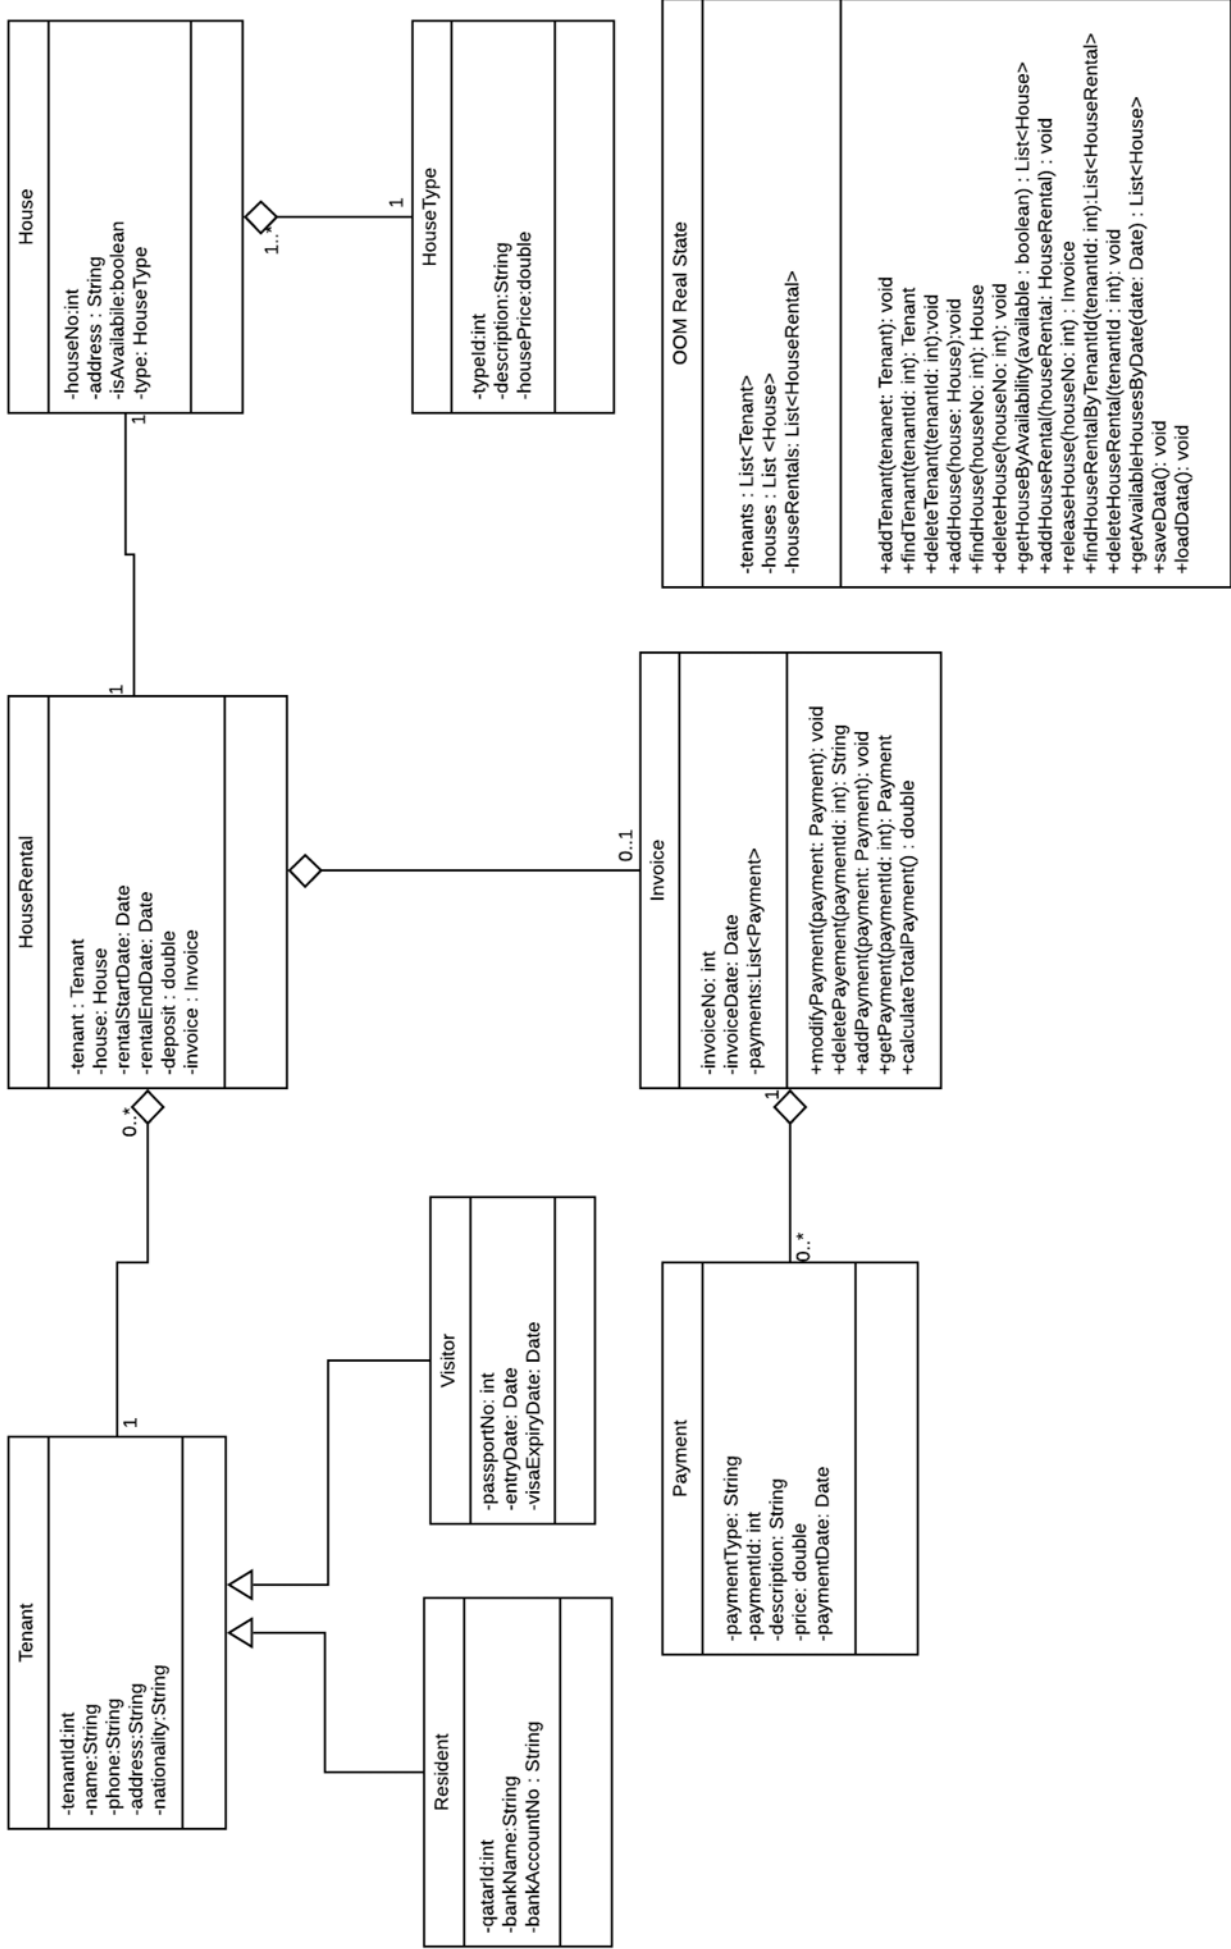 Tenant
-tenantId:int
-name:String
-phone:String
-address:String
-nationality:String
1
0..*
HouseRental
-tenant : Tenant
-house: House
-rentalStartDate: Date
-rentalEndDate: Date
-deposit : double
-invoice : Invoice
1
1
House
-houseNo:int
-address : String
-isAvailabile:boolean
-type: HouseType
1..*
1
HouseType
-typeId:int
-description:String
-housePrice:double
Resident
-qatarId:int
-bankName:String
-bankAccountNo : String
Visitor
-passportNo: int
-entryDate: Date
-visaExpiryDate: Date
0..1
Payment
-paymentType: String
-paymentId: int
-description: String
-price: double
-paymentDate: Date
0..*
1
Invoice
-invoiceNo: int
-invoiceDate: Date
-payments:List<Payment>
+modifyPayment(payment: Payment): void
+deletePayement(paymentId: int): String
+addPayment(payment: Payment): void
+getPayment(paymentId: int): Payment
+calculateTotalPayment() : double
OOM Real State
-tenants : List<Tenant>
-houses : List <House>
-houseRentals: List<HouseRental>
+addTenant(tenanet: Tenant): void
+findTenant(tenantId: int): Tenant
+deleteTenant(tenantId: int):void
+addHouse(house: House):void
+findHouse(houseNo: int): House
+deleteHouse(houseNo: int): void
+getHouseByAvailability(available : boolean) : List<House>
+addHouseRental(houseRental: HouseRental) : void
+releaseHouse(houseNo: int) : Invoice
+findHouseRentalByTenantId(tenantId: int):List<HouseRental>
+deleteHouseRental(tenantId : int): void
+getAvailableHousesByDate(date: Date) : List<House>
+saveData(): void
+loadData(): void